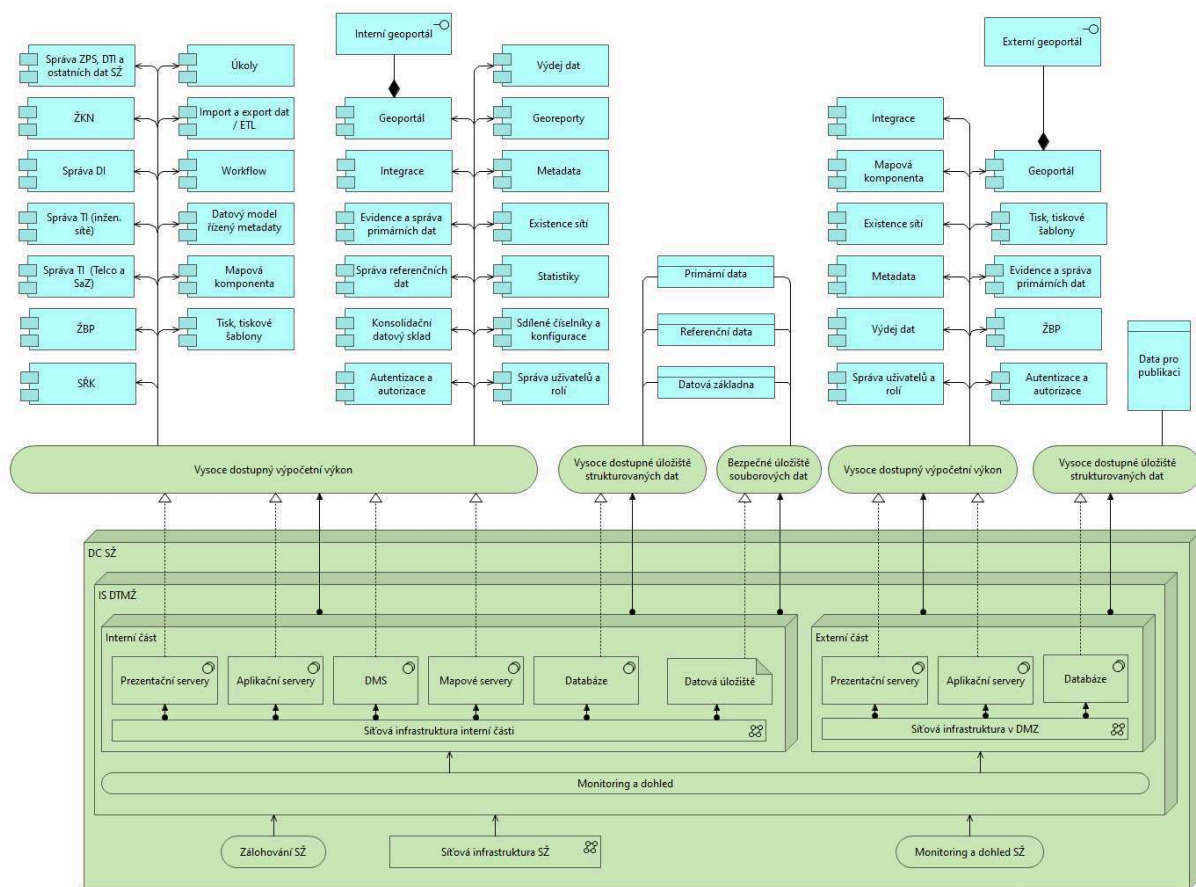 Interní geoportál
Externí geoportál
Správa ZPS, DTI a
ostatních dat SŽ
Úkoly
Výdej dat
ŽKN
Import a export dat
/ ETL
Geoportál
Georeporty
Integrace
Správa DI
Workflow
Integrace
Metadata
Mapová
komponenta
Geoportál
Správa TI (inžen.
sítě)
Datový model
řízený metadaty
Evidence a správa
primárních dat
Existence sítí
Existence sítí
Tisk, tiskové
šablony
Správa TI (Telco a
SaZ)
Mapová
komponenta
Správa referenčních
dat
Statistiky
Primární data
Metadata
Evidence a správa
primárních dat
ŽBP
Tisk, tiskové
šablony
Konsolidační
datový sklad
Sdílené číselníky a
konfigurace
Referenční data
Výdej dat
ŽBP
Data pro
publikaci
SŘK
Autentizace a
autorizace
Správa uživatelů a
rolí
Datová základna
Správa uživatelů a
rolí
Autentizace a
autorizace
Vysoce dostupný výpočetní výkon
Vysoce dostupné úložiště
strukturovaných dat
Bezpečné úložiště
souborových dat
Vysoce dostupný výpočetní výkon
Vysoce dostupné úložiště
strukturovaných dat
DC SŽ
IS DTMŽ
Interní část
Externí část
Prezentační servery
Aplikační servery
DMS
Mapové servery
Databáze
Datová úložiště
Prezentační servery
Aplikační servery
Databáze
Síťová infrastruktura interní části
Síťová infrastruktura v DMZ
Monitoring a dohled
Zálohování SŽ
Síťová infrastruktura SŽ
Monitoring a dohled SŽ